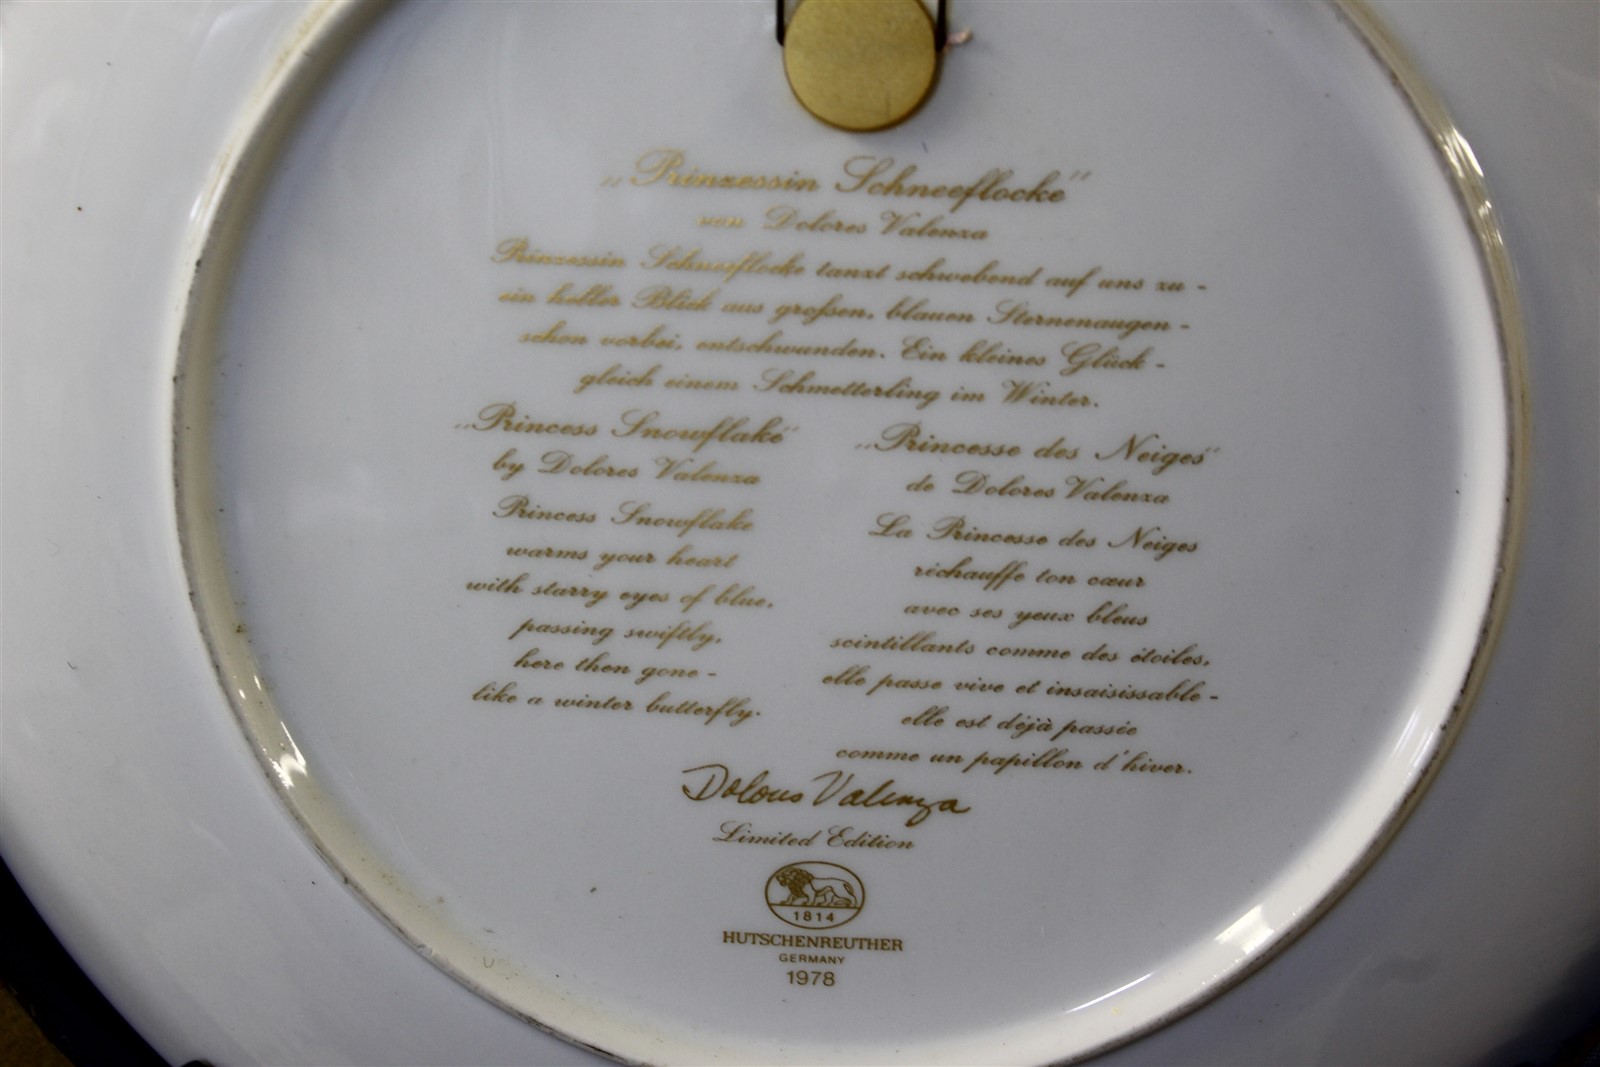 „Prinzessin Schneeflocke"
von Dolores Valenza
Prinzessin Schneeflocke tanzt schwebend auf uns zu -
ein heller Blick aus großen, blauen Sternenaugen -
schon vorbei, entschwunden. Ein kleines Glück -
gleich einem Schmetterling im Winter.
„Princess Snowflake"
by Dolores Valenza
Princess Snowflake
warms your heart
with starry eyes of blue,
passing swiftly,
here then gone -
like a winter butterfly.
„Princesse des Neiges"
de Dolores Valenza
La Princesse des Neiges
réchauffe ton cœur
avec ses yeux bleus
scintillants comme des étoiles,
elle passe vive et insaisissable -
elle est déjà passée
comme un papillon d'hiver.
Dolores Valenza
Limited Edition
1814
HUTSCHENREUTHER
GERMANY
1978